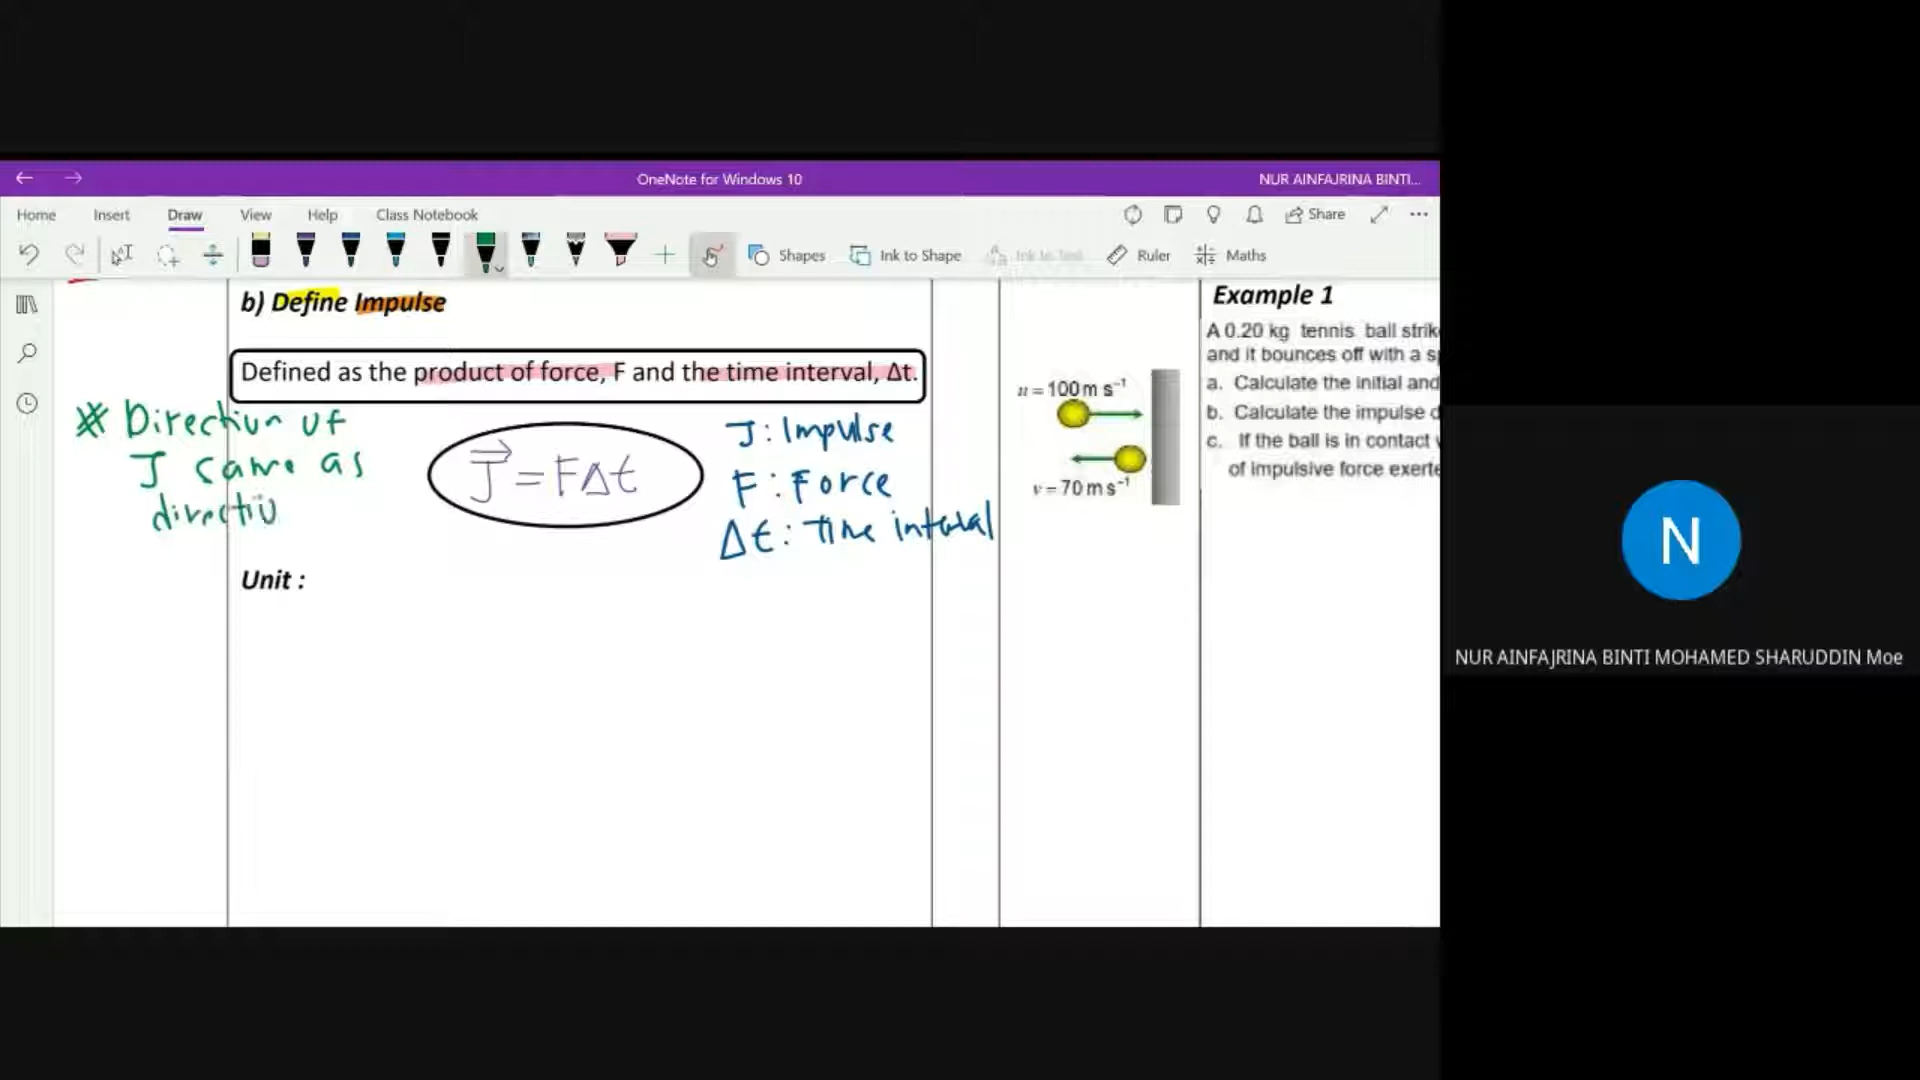 OneNote for Windows 10
NUR AINFAJRINA BINTI...
Home Insert Draw View Help Class Notebook
Share
Shapes Ink to Shape Ink to Text Ruler Maths
b) Define Impulse
Defined as the product of force, F and the time interval, Δt.
* Direction of
J same as
directio
J⃗ = FΔt
J : Impulse
F : Force
Δt : Time interval
Unit :
u = 100 m s⁻¹
v = 70 m s⁻¹
Example 1
A 0.20 kg tennis ball strik
and it bounces off with a s
a. Calculate the initial and
b. Calculate the impulse d
c. If the ball is in contact
of impulsive force exerte
N
NUR AINFAJRINA BINTI MOHAMED SHARUDDIN Moe